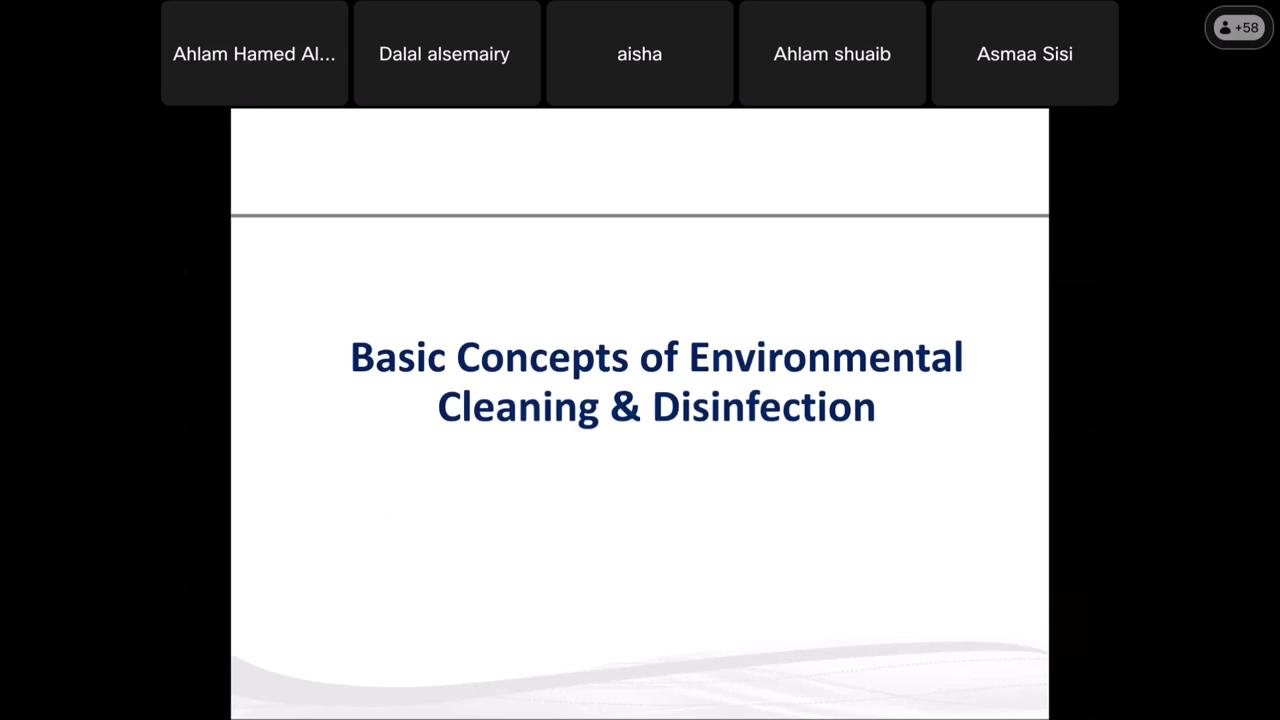 Ahlam Hamed Al...
Dalal alsemairy
aisha
Ahlam shuaib
Asmaa Sisi
+58
Basic Concepts of Environmental
Cleaning & Disinfection